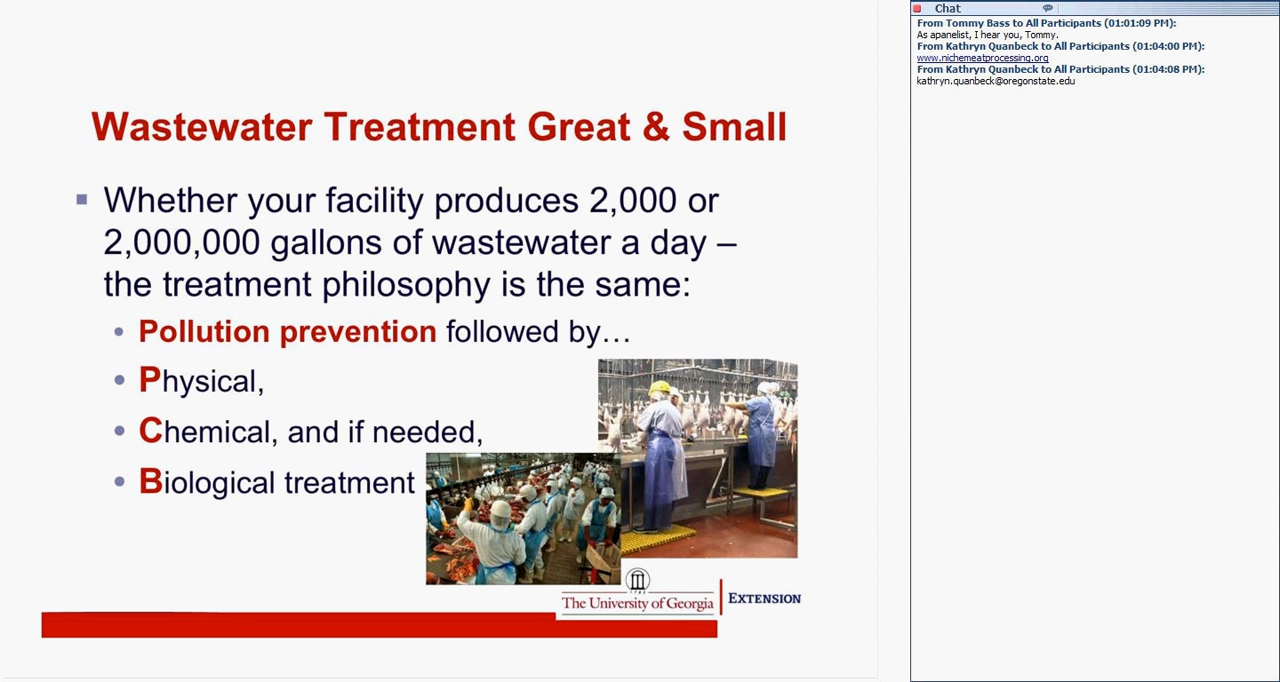 Wastewater Treatment Great & Small
Whether your facility produces 2,000 or
2,000,000 gallons of wastewater a day –
the treatment philosophy is the same:
Pollution prevention followed by…
Physical,
Chemical, and if needed,
Biological treatment
The University of Georgia
EXTENSION
Chat
From Tommy Bass to All Participants (01:01:09 PM):
As apanelist, I hear you, Tommy.
From Kathryn Quanbeck to All Participants (01:04:00 PM):
www.nichemeatprocessing.org
From Kathryn Quanbeck to All Participants (01:04:08 PM):
kathryn.quanbeck@oregonstate.edu